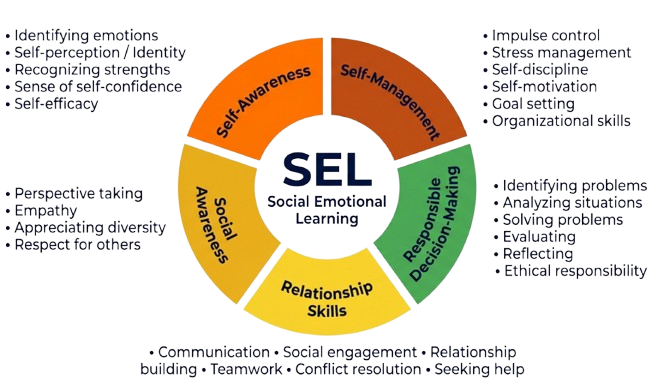 • Identifying emotions
• Self-perception / Identity
• Recognizing strengths
• Sense of self-confidence
• Self-efficacy
• Impulse control
• Stress management
• Self-discipline
• Self-motivation
• Goal setting
• Organizational skills
Self-Awareness
Self-Management
SEL
Social Emotional
Learning
Social
Awareness
Responsible
Decision-Making
Relationship
Skills
• Perspective taking
• Empathy
• Appreciating diversity
• Respect for others
• Identifying problems
• Analyzing situations
• Solving problems
• Evaluating
• Reflecting
• Ethical responsibility
• Communication • Social engagement • Relationship
building • Teamwork • Conflict resolution • Seeking help